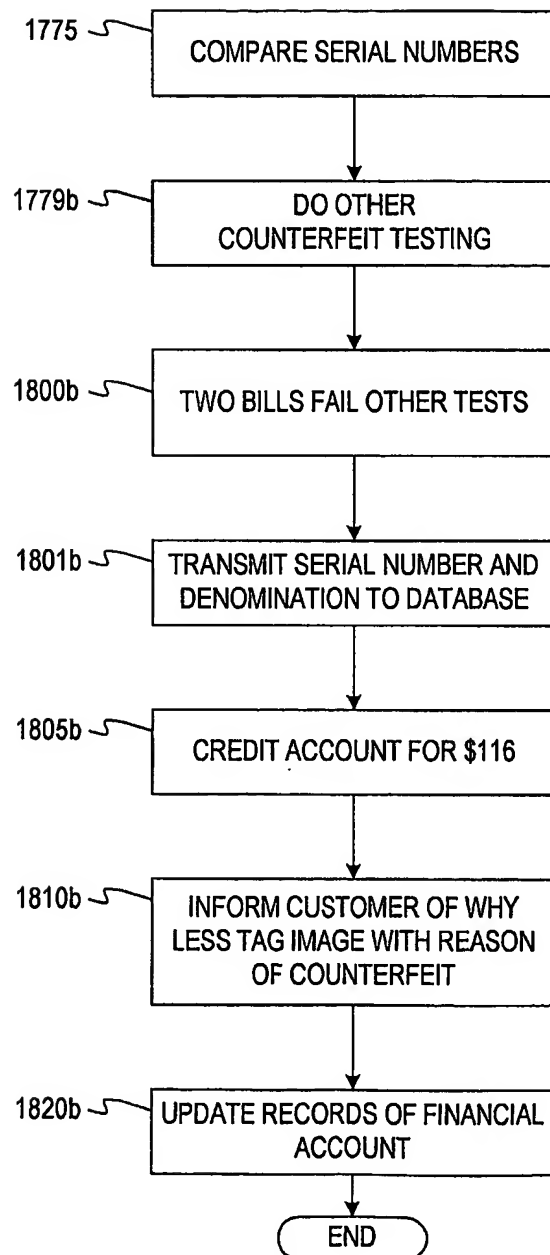 1775
COMPARE SERIAL NUMBERS
1779b
DO OTHER
COUNTERFEIT TESTING
1800b
TWO BILLS FAIL OTHER TESTS
1801b
TRANSMIT SERIAL NUMBER AND
DENOMINATION TO DATABASE
1805b
CREDIT ACCOUNT FOR $116
1810b
INFORM CUSTOMER OF WHY
LESS TAG IMAGE WITH REASON
OF COUNTERFEIT
1820b
UPDATE RECORDS OF FINANCIAL
ACCOUNT
END